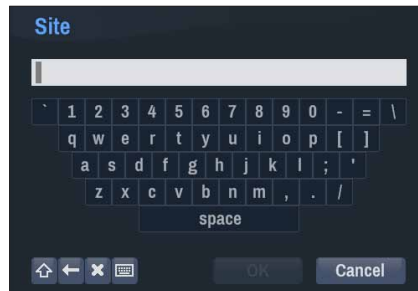 Site
` 1 2 3 4 5 6 7 8 9 0 - = \
q w e r t y u i o p [ ]
a s d f g h j k l ; '
z x c v b n m , . /
space
OK Cancel